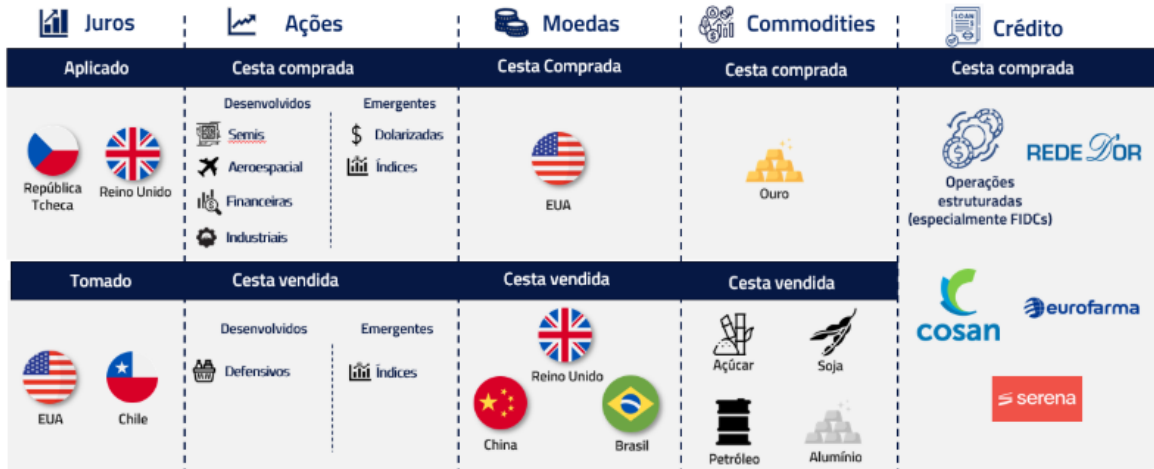 Juros
Ações
Moedas
Commodities
Crédito
LOAN
Aplicado
Cesta comprada
Cesta Comprada
Cesta comprada
Cesta comprada
Desenvolvidos
Emergentes
Semis
Dolarizadas
Aeroespacial
Índices
Financeiras
Industriais
República
Tcheca
Reino Unido
EUA
Ouro
REDE D'OR
Operações
estruturadas
(especialmente FIDCs)
Tomado
Cesta vendida
Cesta vendida
Cesta vendida
Desenvolvidos
Emergentes
Defensivos
Índices
EUA
Chile
Reino Unido
China
Brasil
Açúcar
Soja
Petróleo
Alumínio
cosan
eurofarma
serena